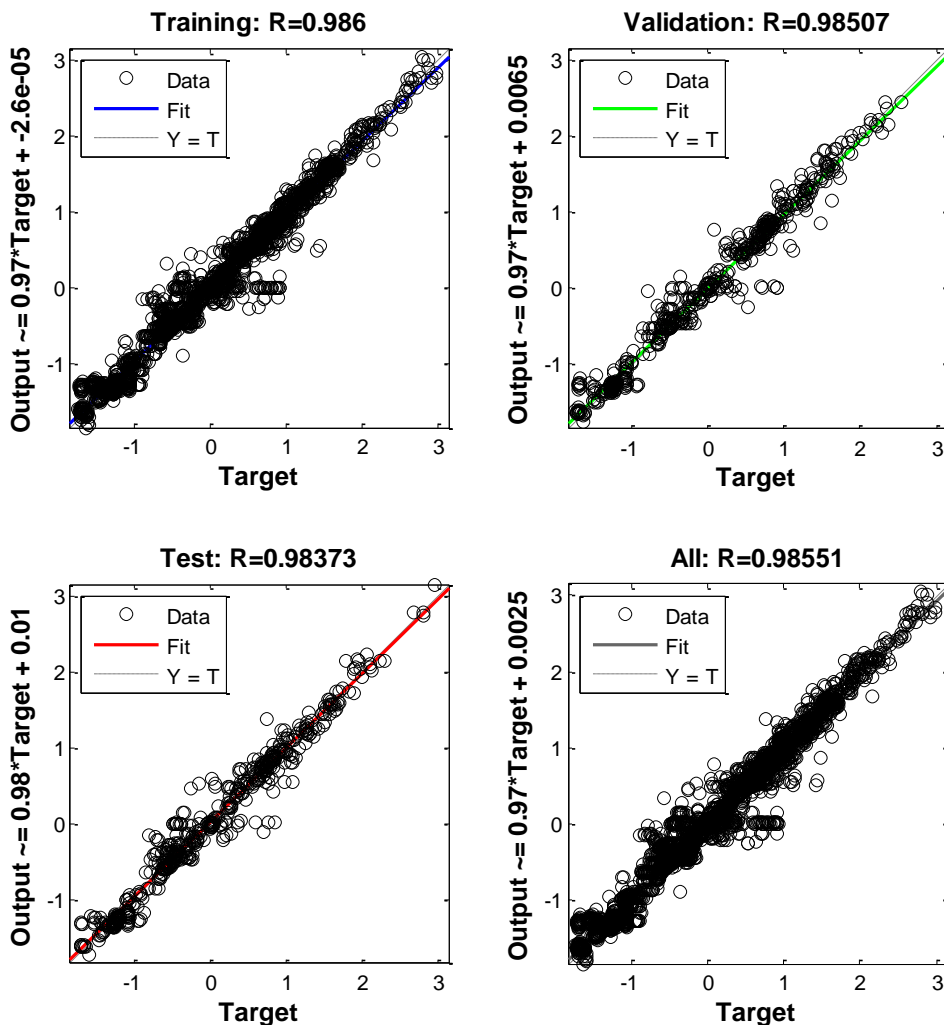 Training: R=0.986
Output ~= 0.97*Target + -2.6e-05
Data
Fit
Y = T
3
2
1
0
-1
-1 0 1 2 3
Target
Validation: R=0.98507
Output ~= 0.97*Target + 0.0065
Data
Fit
Y = T
3
2
1
0
-1
-1 0 1 2 3
Target
Test: R=0.98373
Output ~= 0.98*Target + 0.01
Data
Fit
Y = T
3
2
1
0
-1
-1 0 1 2 3
Target
All: R=0.98551
Output ~= 0.97*Target + 0.0025
Data
Fit
Y = T
3
2
1
0
-1
-1 0 1 2 3
Target